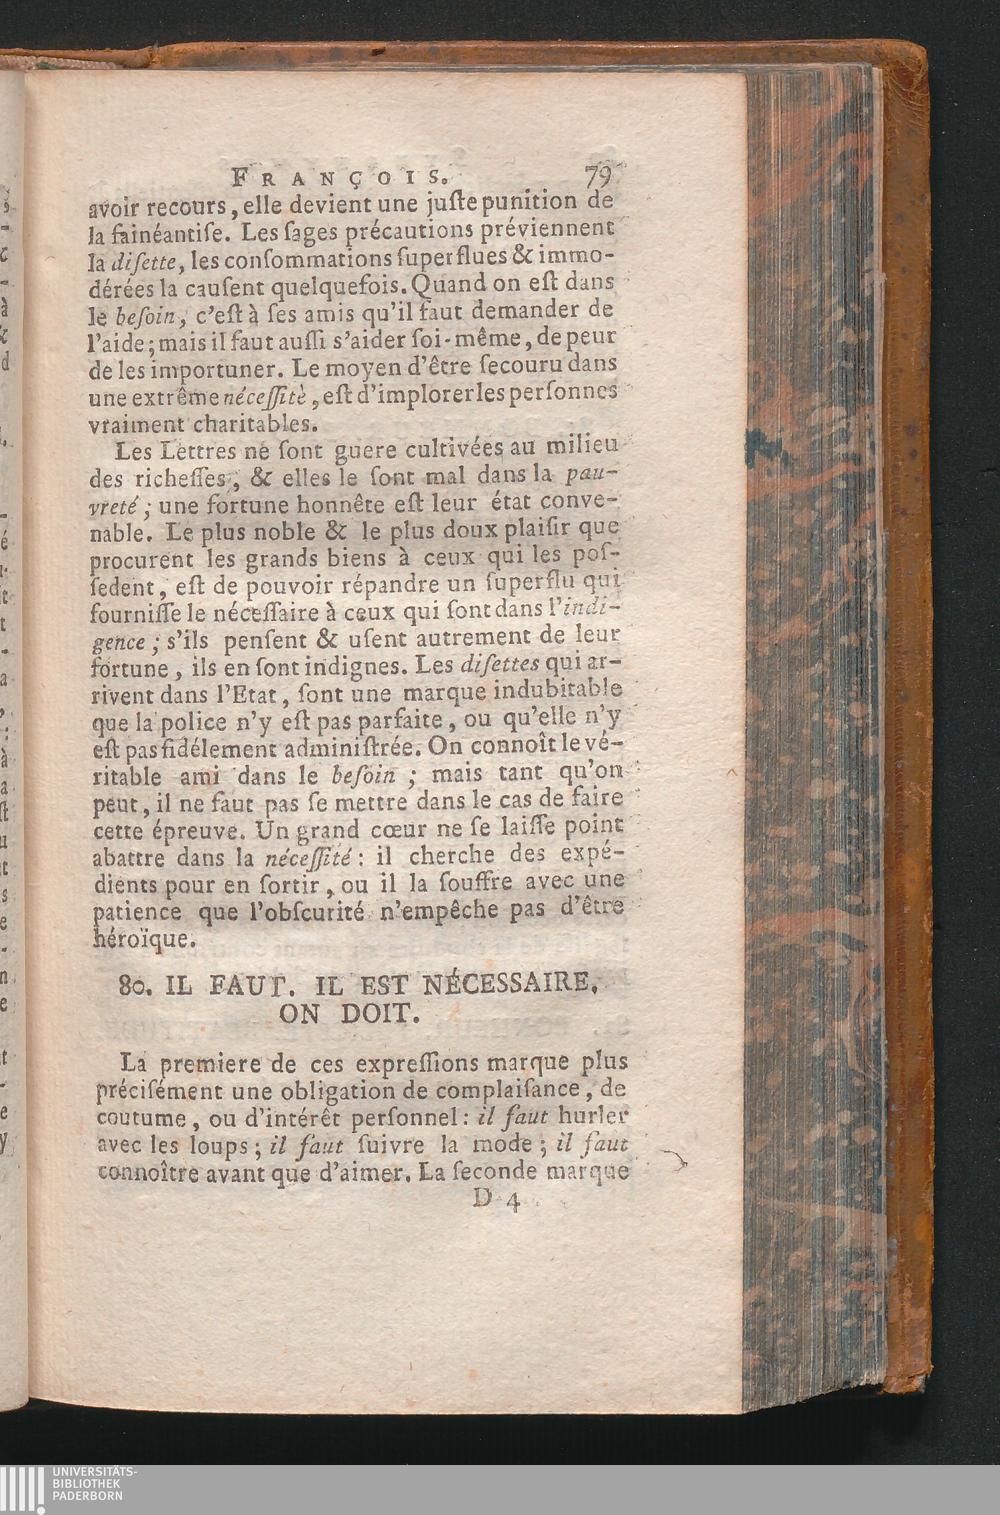 FRANÇOIS. 79
avoir recours, elle devient une juſte punition de
la fainéantiſe. Les ſages précautions préviennent
la diſette, les conſommations ſuperflues & immo-
dérées la cauſent quelquefois. Quand on eſt dans
le beſoin, c'eſt à ſes amis qu'il faut demander de
l'aide; mais il faut auſſi s'aider ſoi-même, de peur
de les importuner. Le moyen d'être ſecouru dans
une extrême néceſſitè, eſt d'implorer les perſonnes
vraiment charitables.
Les Lettres ne ſont guere cultivées au milieu
des richeſſes, & elles le ſont mal dans la pau-
vreté; une fortune honnête eſt leur état conve-
nable. Le plus noble & le plus doux plaiſir que
procurent les grands biens à ceux qui les poſ-
ſedent, eſt de pouvoir répandre un ſuperflu qui
fourniſſe le néceſſaire à ceux qui ſont dans l'indi-
gence; s'ils penſent & uſent autrement de leur
fortune, ils en ſont indignes. Les diſettes qui ar-
rivent dans l'Etat, ſont une marque indubitable
que la police n'y eſt pas parfaite, ou qu'elle n'y
eſt pas fidélement adminiſtrée. On connoît le vé-
ritable ami dans le beſoin; mais tant qu'on
peut, il ne faut pas ſe mettre dans le cas de faire
cette épreuve. Un grand cœur ne ſe laiſſe point
abattre dans la néceſſité: il cherche des expé-
dients pour en ſortir, ou il la ſouffre avec une
patience que l'obſcurité n'empêche pas d'être
héroïque.
80. IL FAUT. IL EST NÉCESSAIRE.
ON DOIT.
La premiere de ces expreſſions marque plus
préciſément une obligation de complaiſance, de
coutume, ou d'intérêt perſonnel: il faut hurler
avec les loups; il faut ſuivre la mode; il faut
connoître avant que d'aimer. La ſeconde marque
D 4
UNIVERSITÄTS-
BIBLIOTHEK
PADERBORN